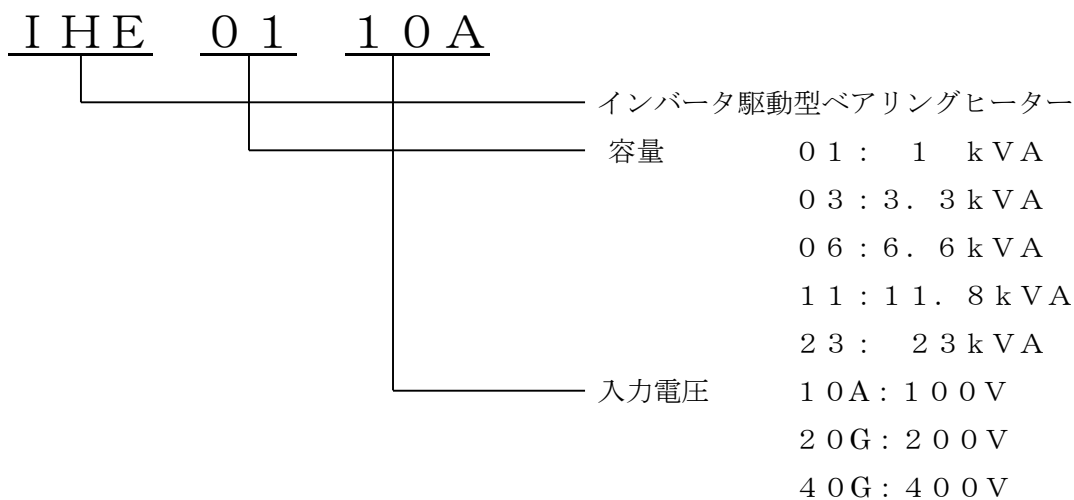 ＩＨＥ　０１　１０Ａ
インバータ駆動型ベアリングヒーター
容量　０１：　１　ｋＶＡ
０３：３．３ｋＶＡ
０６：６．６ｋＶＡ
１１：１１．８ｋＶＡ
２３：　２３ｋＶＡ
入力電圧　１０A：１００Ｖ
２０G：２００Ｖ
４０G：４００Ｖ